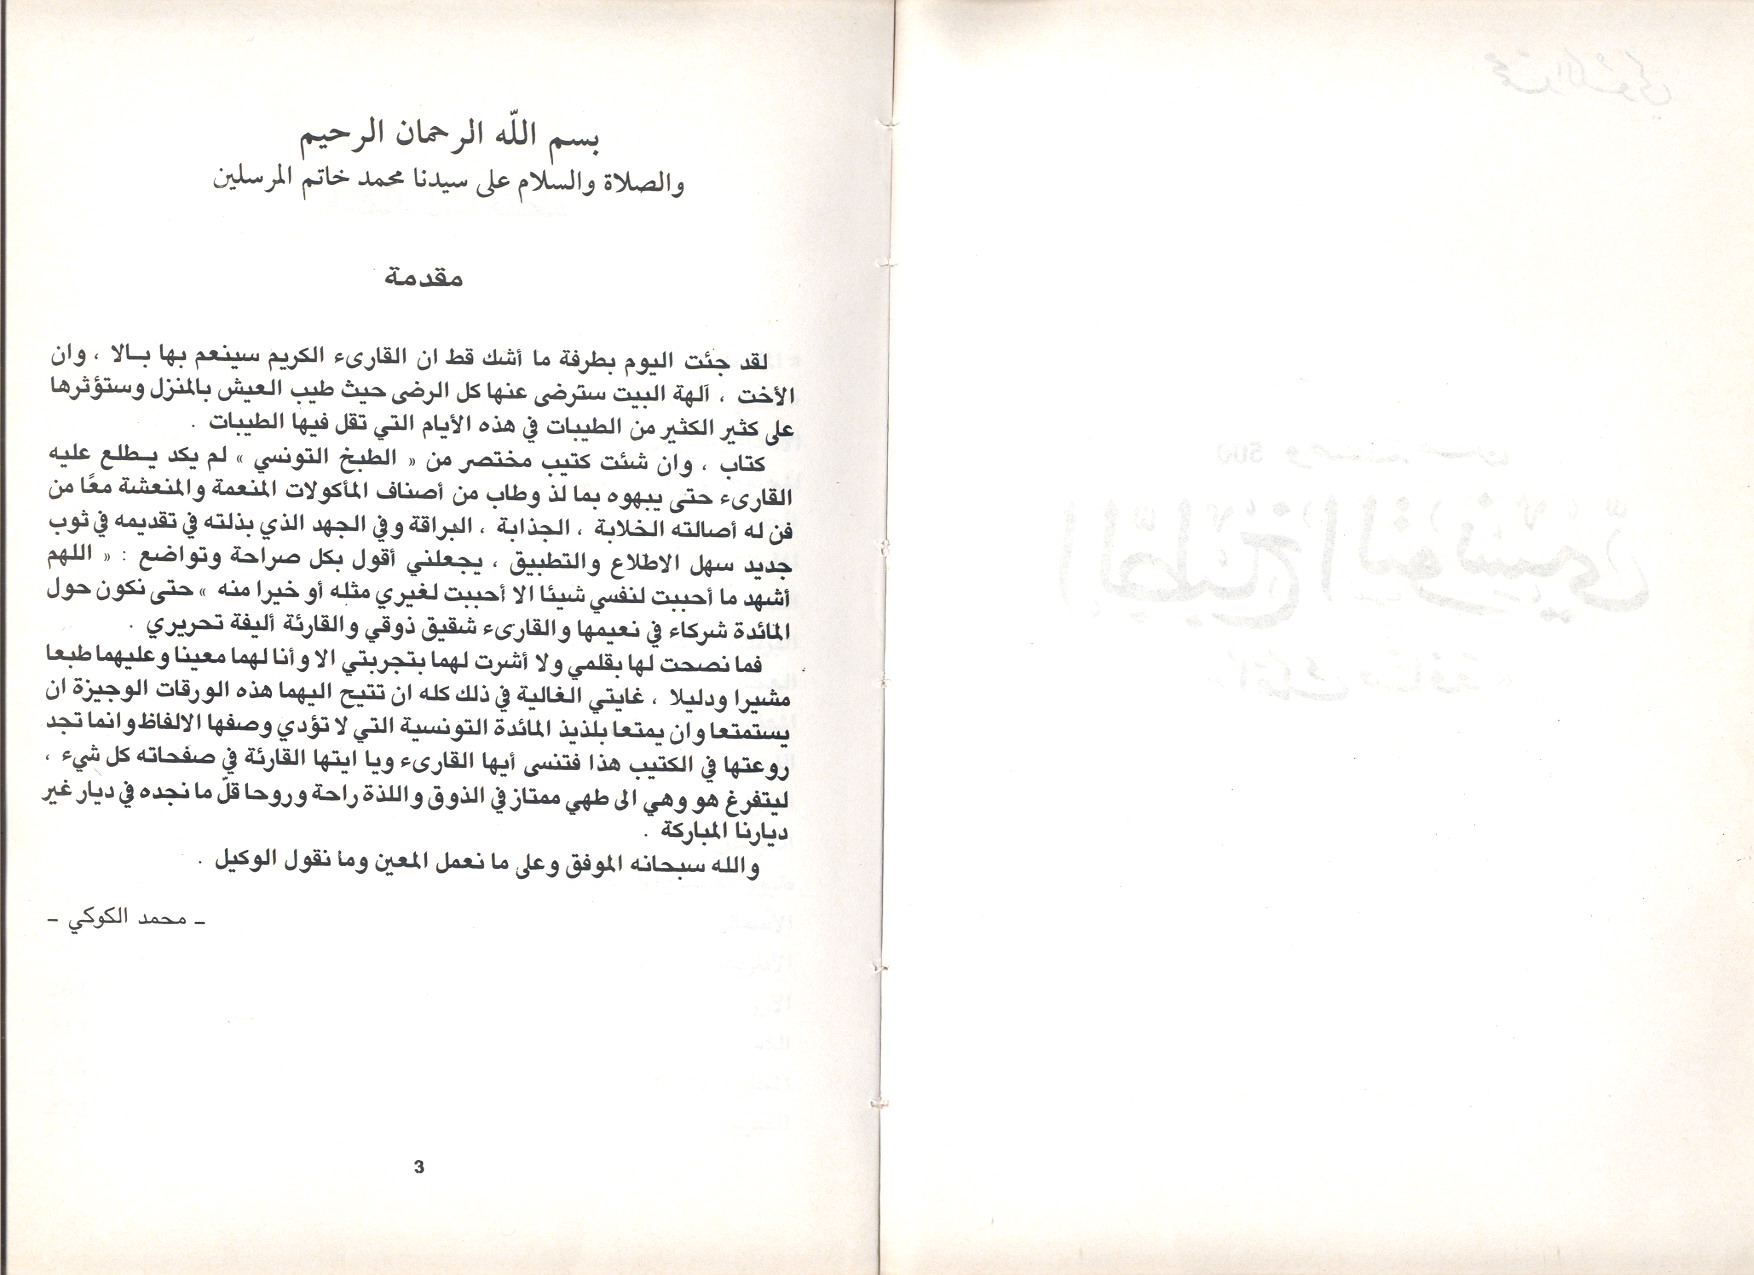 بسم اللّه الرحمان الرحيم
والصلاة والسلام على سيدنا محمد خاتم المرسلين
مقدمة
لقد جئت اليوم بطرفة ما أشك قط ان القارىء الكريم سينعم بها بالا ، وان
الأخت ، آلهة البيت سترضى عنها كل الرضى حيث طيب العيش بالمنزل وستؤثرها
على كثير الكثير من الطيبات في هذه الأيام التي تقل فيها الطيبات .
كتاب ، وان شئت كتيب مختصر من « الطبخ التونسي » لم يكد يطلع عليه
القارىء حتى يبهوه بما لذ وطاب من أصناف المأكولات المنعمة والمنعشة معًا من
فن له أصالته الخلابة ، الجذابة ، البراقة وفي الجهد الذي بذلته في تقديمه في ثوب
جديد سهل الاطلاع والتطبيق ، يجعلني أقول بكل صراحة وتواضع : « اللهم
أشهد ما أحببت لنفسي شيئا الا أحببت لغيري مثله أو خيرا منه » حتى نكون حول
المائدة شركاء في نعيمها والقارىء شقيق ذوقي والقارئة أليفة تحريري .
فما نصحت لها بقلمي ولا أشرت لهما بتجربتي الا وأنا لهما معينا وعليهما طبعا
مشيرا ودليلا ، غايتي الغالية في ذلك كله ان تتيح اليهما هذه الورقات الوجيزة ان
يستمتعا وان يمتعا بلذيذ المائدة التونسية التي لا تؤدي وصفها الالفاظ وانما تجد
روعتها في الكتيب هذا فتنسى أيها القارىء ويا ايتها القارئة في صفحاته كل شيء ،
ليتفرغ هو وهي الى طهي ممتاز في الذوق واللذة راحة وروحا قلّ ما نجده في ديار غير
ديارنا المباركة .
والله سبحانه الموفق وعلى ما نعمل المعين وما نقول الوكيل .
ـ محمد الكوكي ـ
3